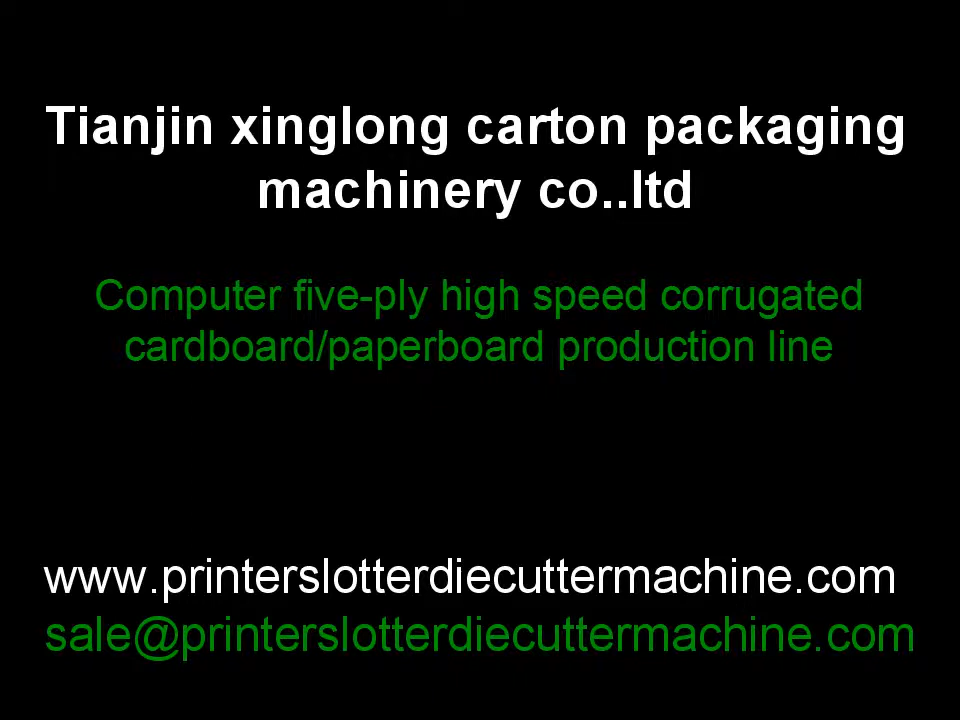 Tianjin xinglong carton packaging
machinery co..ltd
Computer five-ply high speed corrugated
cardboard/paperboard production line
www.printerslotterdiecuttermachine.com
sale@printerslotterdiecuttermachine.com